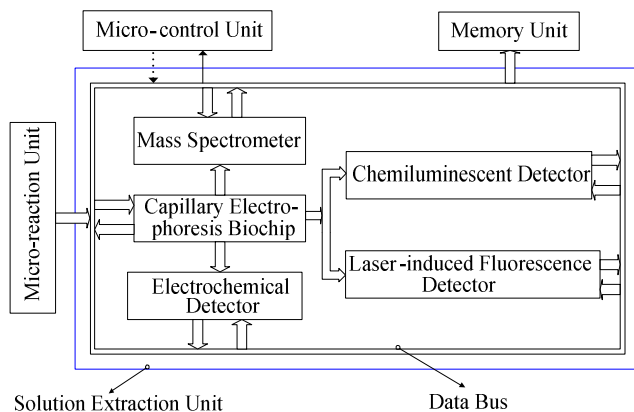 Micro-control Unit
Memory Unit
Micro-reaction Unit
Mass Spectrometer
Capillary Electro-
phoresis Biochip
Chemiluminescent Detector
Laser-induced Fluorescence
Detector
Electrochemical
Detector
Solution Extraction Unit
Data Bus